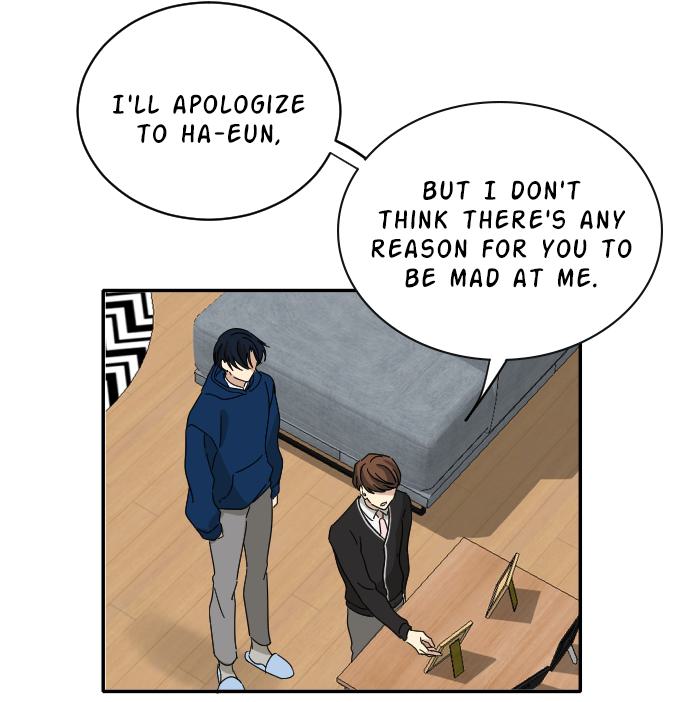 I'LL APOLOGIZE
TO HA-EUN,
BUT I DON'T
THINK THERE'S ANY
REASON FOR YOU TO
BE MAD AT ME.